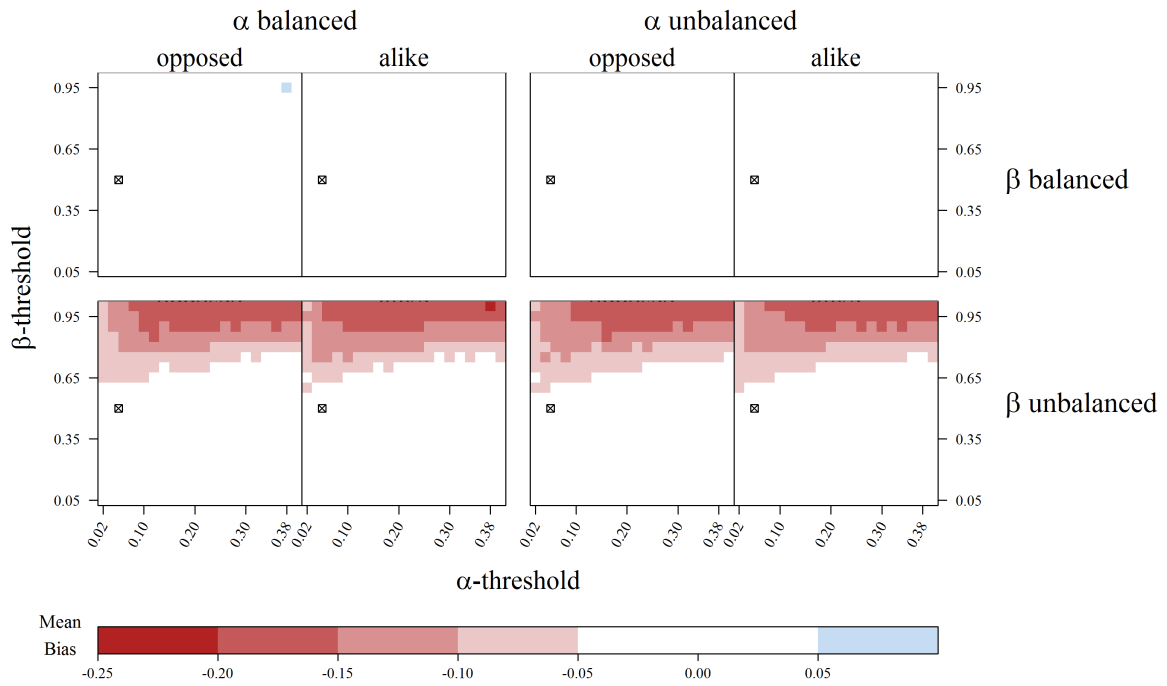 α balanced α unbalanced
opposed alike opposed alike
0.95 0.95
0.65 0.65
β balanced
0.35 0.35
0.05 0.05
β-threshold
0.95 0.95
0.65 0.65
β unbalanced
0.35 0.35
0.05 0.05
0.02 0.10 0.20 0.30 0.38 0.02 0.10 0.20 0.30 0.38 0.02 0.10 0.20 0.30 0.38 0.02 0.10 0.20 0.30 0.38
α-threshold
Mean
Bias
-0.25 -0.20 -0.15 -0.10 -0.05 0.00 0.05